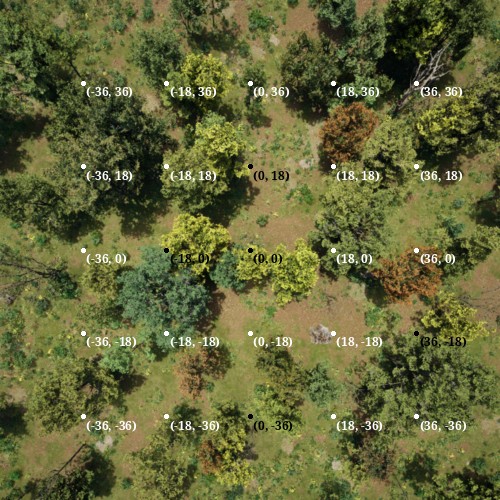 (-36, 36) (-18, 36) (0, 36) (18, 36) (36, 36)
(-36, 18) (-18, 18) (0, 18) (18, 18) (36, 18)
(-36, 0) (-18, 0) (0, 0) (18, 0) (36, 0)
(-36, -18) (-18, -18) (0, -18) (18, -18) (36, -18)
(-36, -36) (-18, -36) (0, -36) (18, -36) (36, -36)